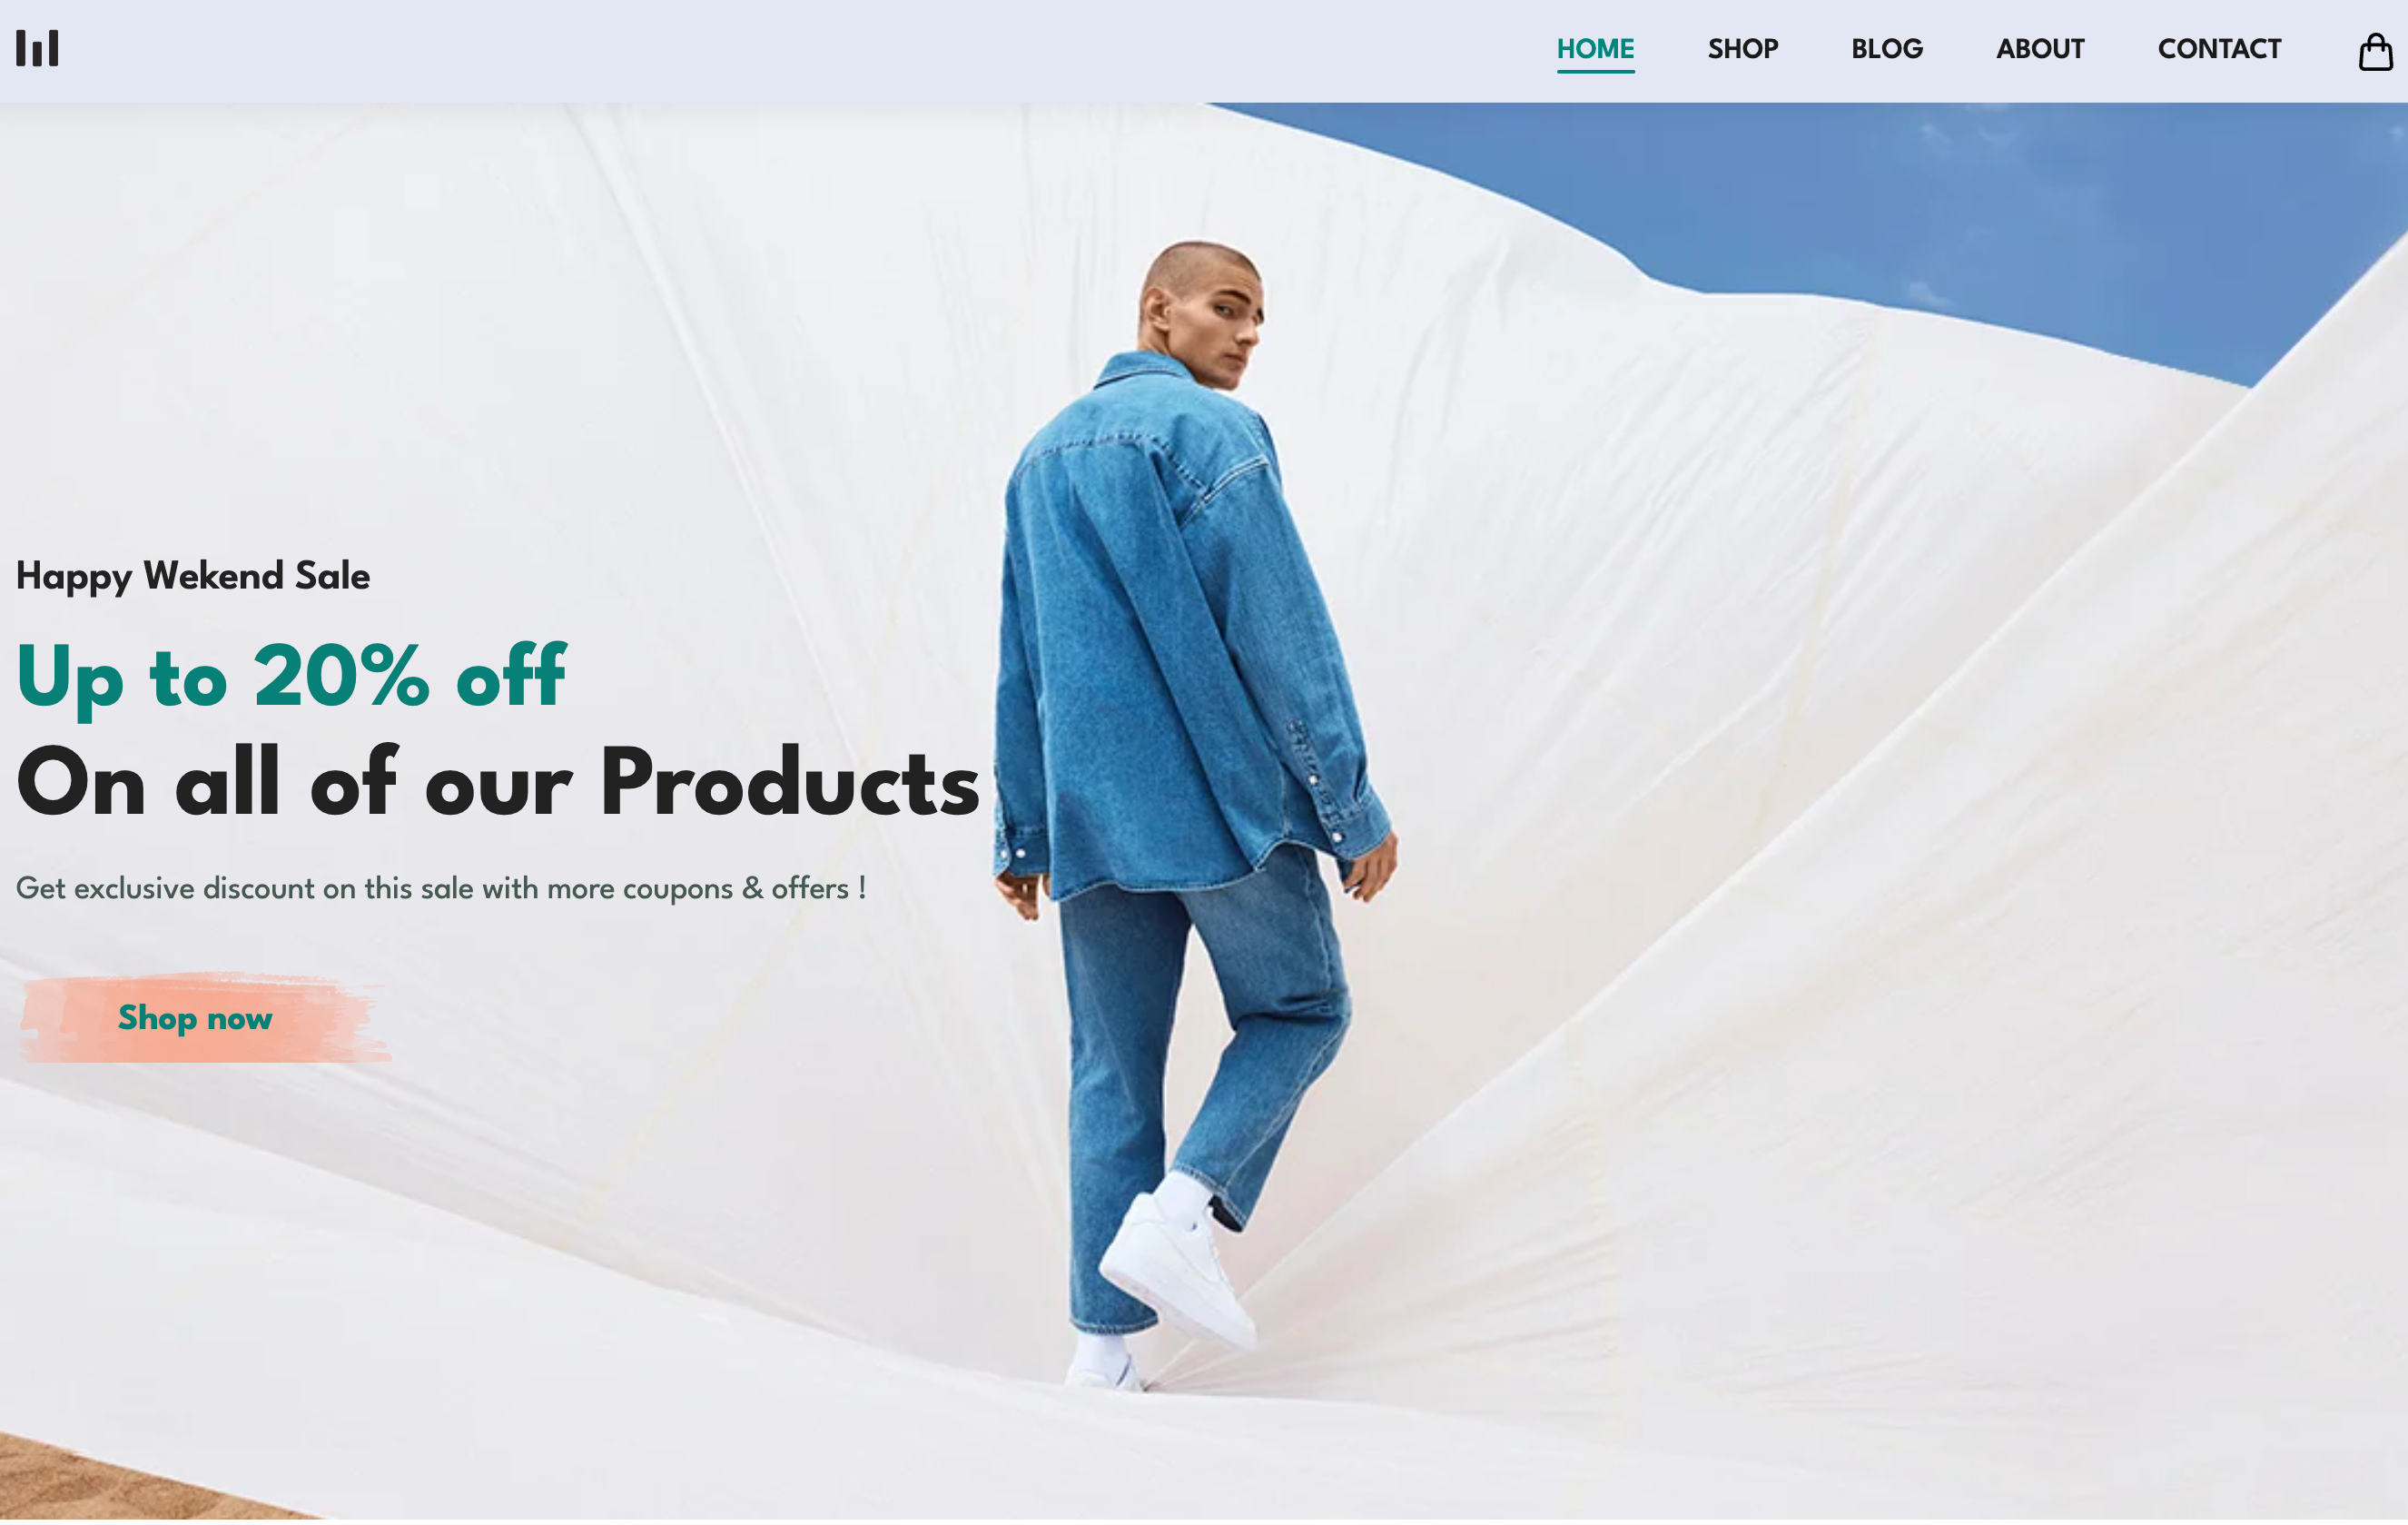 HOME SHOP BLOG ABOUT CONTACT
Happy Wekend Sale
Up to 20% off
On all of our Products
Get exclusive discount on this sale with more coupons & offers !
Shop now